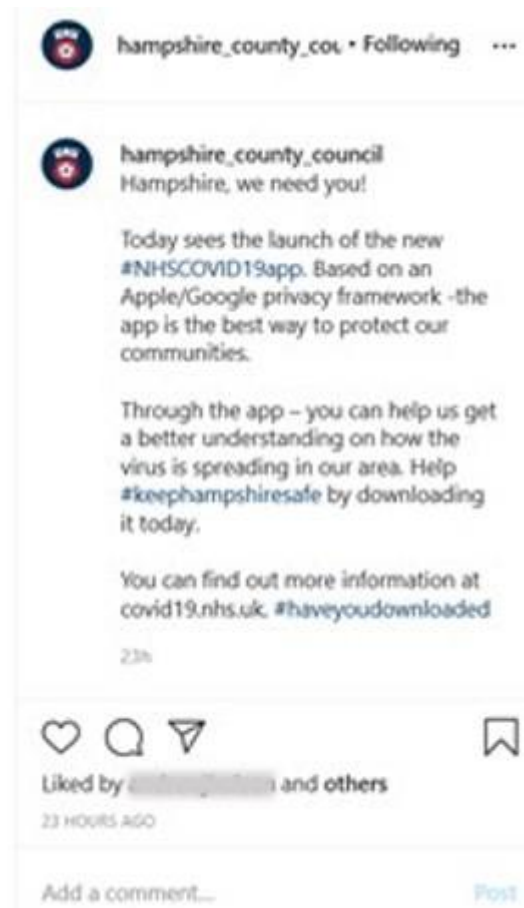 hampshire_county_cou • Following ...
hampshire_county_council
Hampshire, we need you!
Today sees the launch of the new
#NHSCOVID19app. Based on an
Apple/Google privacy framework -the
app is the best way to protect our
communities.
Through the app – you can help us get
a better understanding on how the
virus is spreading in our area. Help
#keephampshiresafe by downloading
it today.
You can find out more information at
covid19.nhs.uk. #haveyoudownloaded
23h
Liked by and others
23 HOURS AGO
Add a comment...
Post